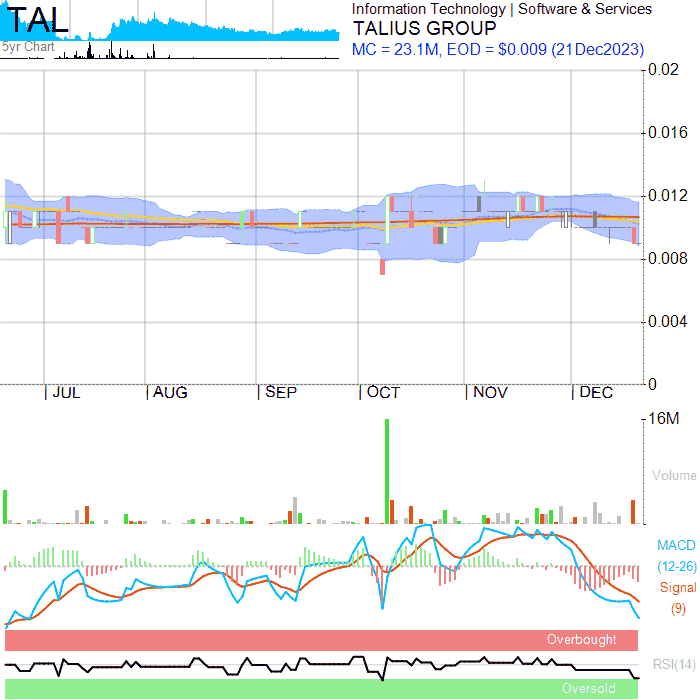 TAL
5yr Chart
Information Technology | Software & Services
TALIUS GROUP
MC = 23.1M, EOD = $0.009 (21Dec2023)
0.02
0.016
0.012
0.008
0.004
0
JUL AUG SEP OCT NOV DEC
16M
Volume
MACD
(12-26)
Signal
(9)
Overbought
RSI(14)
Oversold